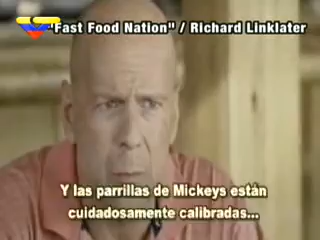 "Fast Food Nation" / Richard Linklater
Y las parrillas de Mickeys están
cuidadosamente calibradas...